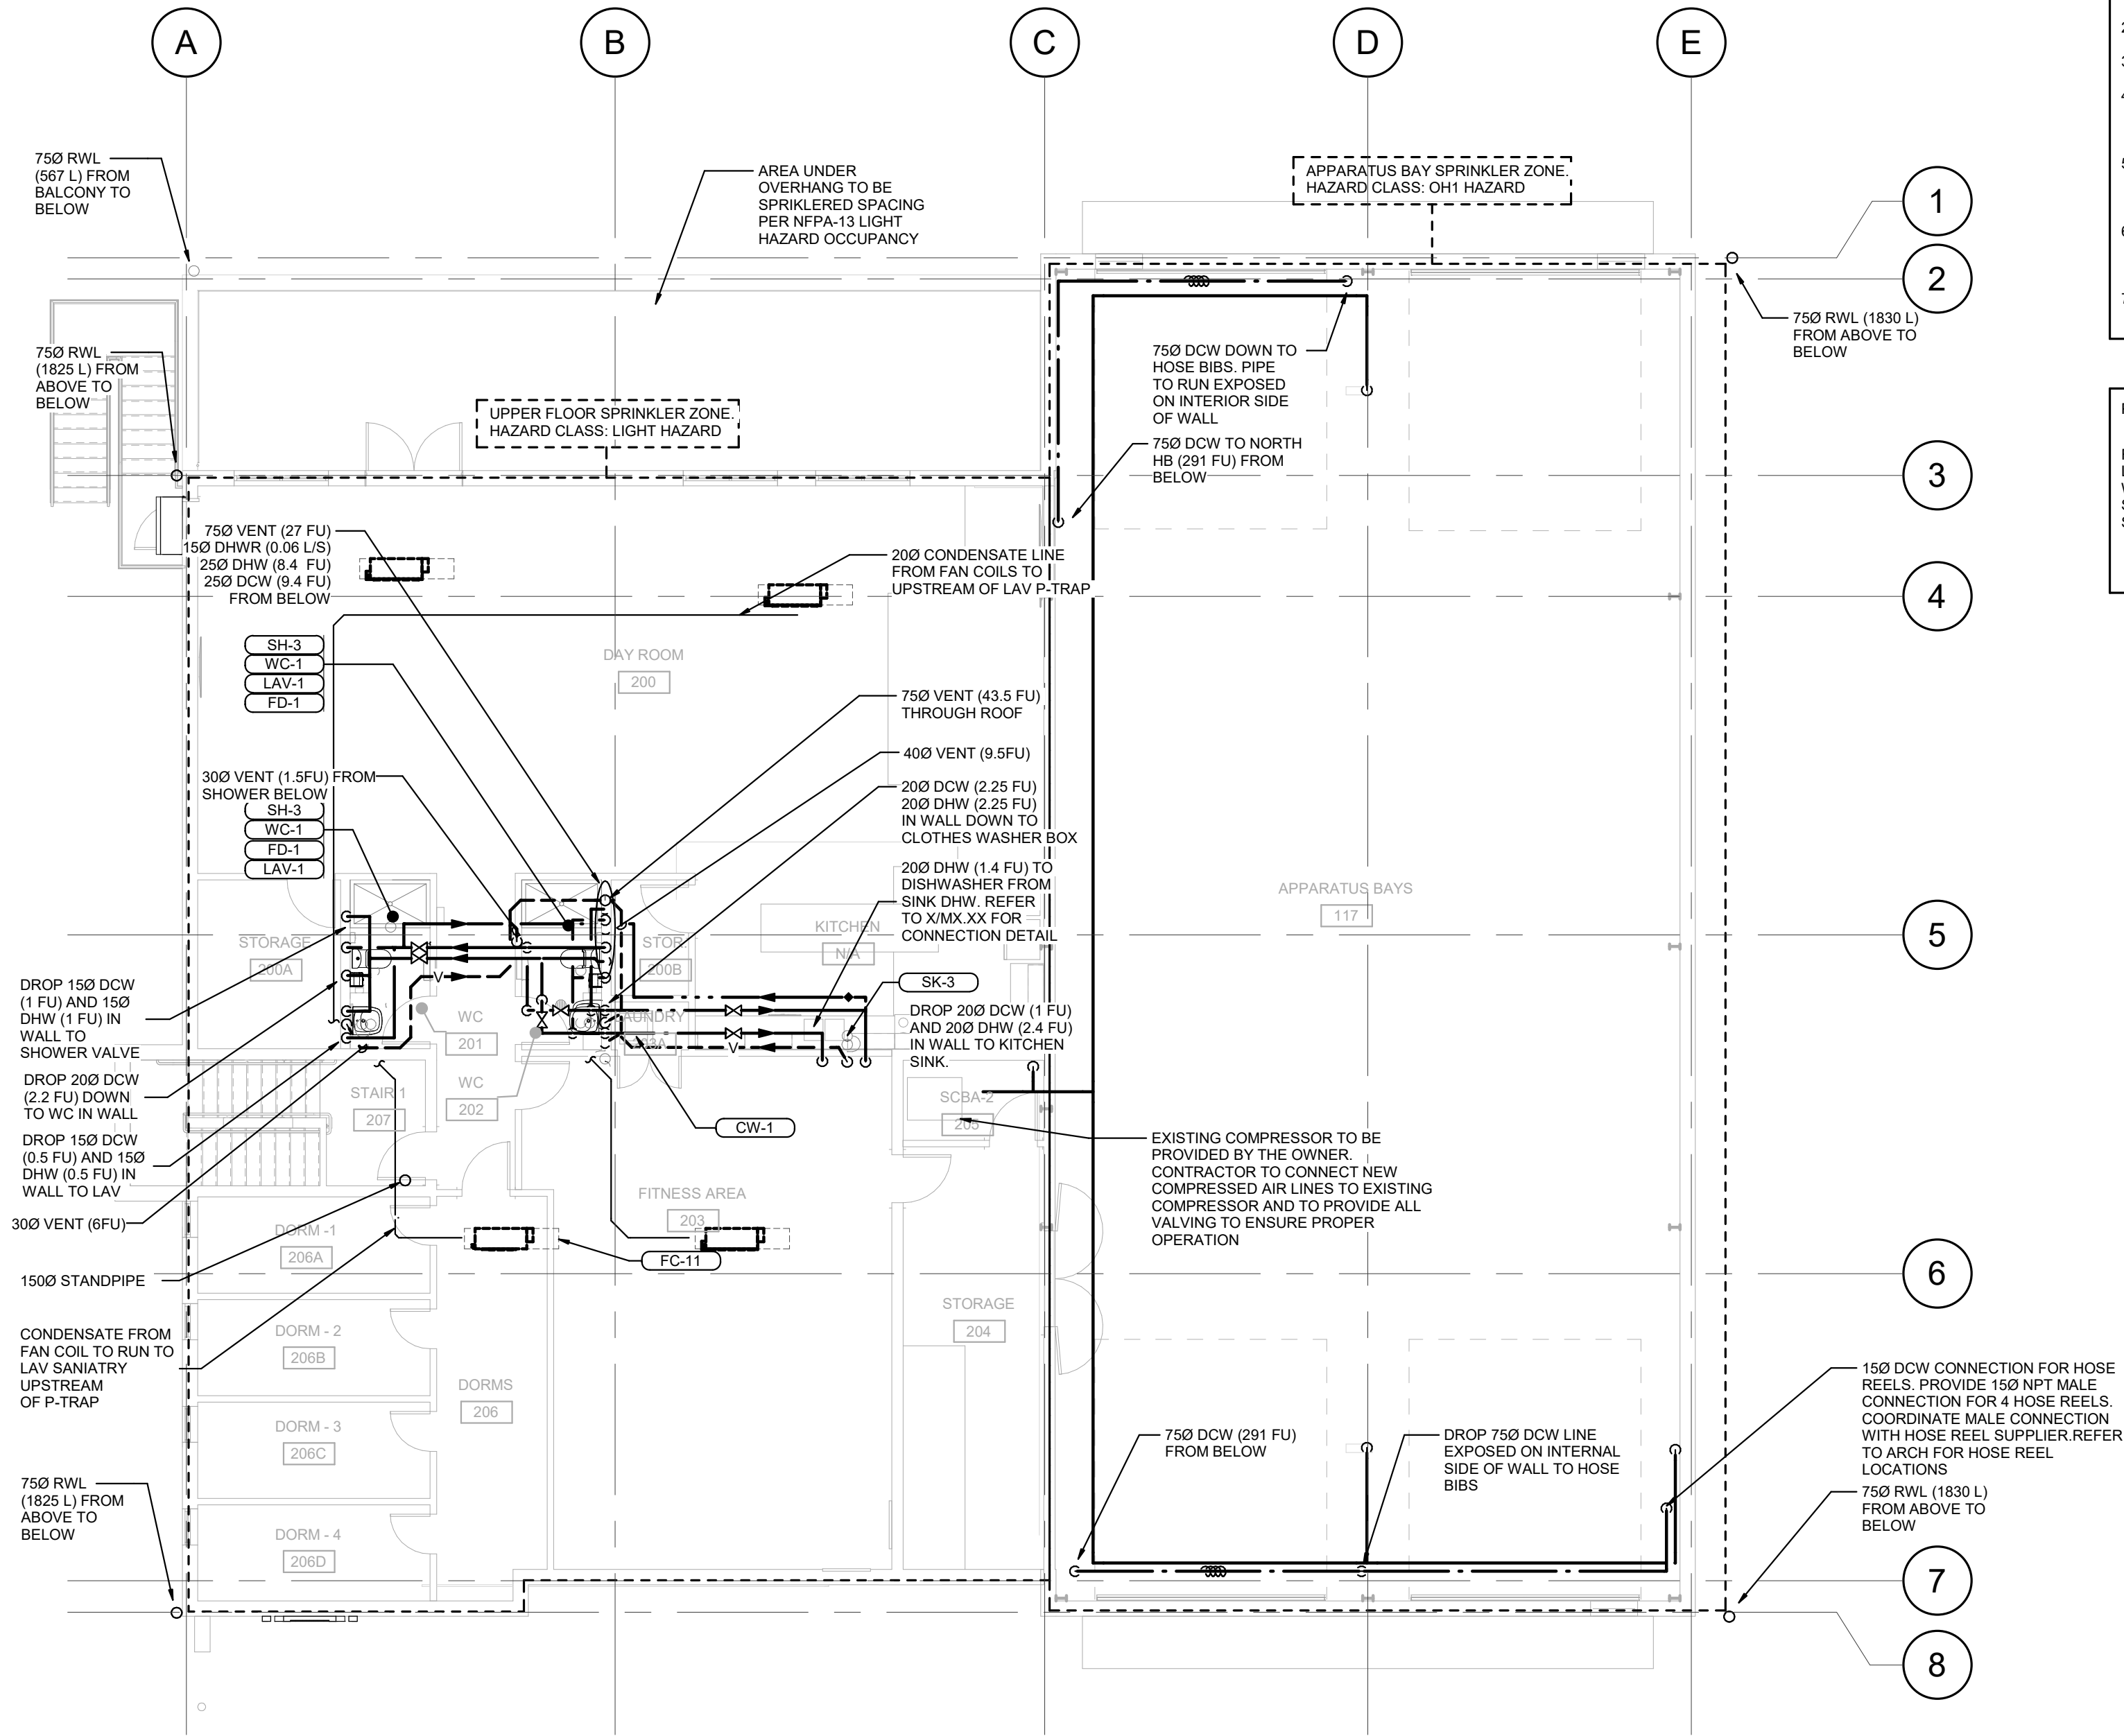 A
B
C
D
E
1
2
3
4
5
6
7
8
75Ø RWL
(567 L) FROM
BALCONY TO
BELOW
AREA UNDER
OVERHANG TO BE
SPRIKLERED SPACING
PER NFPA-13 LIGHT
HAZARD OCCUPANCY
APPARATUS BAY SPRINKLER ZONE.
HAZARD CLASS: OH1 HAZARD
75Ø RWL (1830 L)
FROM ABOVE TO
BELOW
75Ø RWL
(1825 L) FROM
ABOVE TO
BELOW
UPPER FLOOR SPRINKLER ZONE.
HAZARD CLASS: LIGHT HAZARD
75Ø DCW DOWN TO
HOSE BIBS. PIPE
TO RUN EXPOSED
ON INTERIOR SIDE
OF WALL
75Ø DCW TO NORTH
HB (291 FU) FROM
BELOW
75Ø VENT (27 FU)
15Ø DHWR (0.06 L/S)
25Ø DHW (8.4 FU)
25Ø DCW (9.4 FU)
FROM BELOW
20Ø CONDENSATE LINE
FROM FAN COILS TO
UPSTREAM OF LAV P-TRAP
SH-3
WC-1
LAV-1
FD-1
DAY ROOM
200
75Ø VENT (43.5 FU)
THROUGH ROOF
40Ø VENT (9.5FU)
30Ø VENT (1.5FU) FROM
SHOWER BELOW
SH-3
WC-1
FD-1
LAV-1
20Ø DCW (2.25 FU)
20Ø DHW (2.25 FU)
IN WALL DOWN TO
CLOTHES WASHER BOX
20Ø DHW (1.4 FU) TO
DISHWASHER FROM
SINK DHW. REFER
TO X/MX.XX FOR
CONNECTION DETAIL
APPARATUS BAYS
117
STORAGE
200A
STOR
200B
KITCHEN
N/A
SK-3
V
DROP 15Ø DCW
(1 FU) AND 15Ø
DHW (1 FU) IN
WALL TO
SHOWER VALVE
WC
201
LAUNDRY
203A
V
DROP 20Ø DCW (1 FU)
AND 20Ø DHW (2.4 FU)
IN WALL TO KITCHEN
SINK.
DROP 20Ø DCW
(2.2 FU) DOWN
TO WC IN WALL
STAIR 1
207
WC
202
SCBA-2
205
CW-1
DROP 15Ø DCW
(0.5 FU) AND 15Ø
DHW (0.5 FU) IN
WALL TO LAV
EXISTING COMPRESSOR TO BE
PROVIDED BY THE OWNER.
CONTRACTOR TO CONNECT NEW
COMPRESSED AIR LINES TO EXISTING
COMPRESSOR AND TO PROVIDE ALL
VALVING TO ENSURE PROPER
OPERATION
30Ø VENT (6FU)
DORM -1
206A
FITNESS AREA
203
FC-11
150Ø STANDPIPE
STORAGE
204
CONDENSATE FROM
FAN COIL TO RUN TO
LAV SANIATRY
UPSTREAM
OF P-TRAP
DORM - 2
206B
DORMS
206
DORM - 3
206C
15Ø DCW CONNECTION FOR HOSE
REELS. PROVIDE 15Ø NPT MALE
CONNECTION FOR 4 HOSE REELS.
COORDINATE MALE CONNECTION
WITH HOSE REEL SUPPLIER.REFER
TO ARCH FOR HOSE REEL
LOCATIONS
75Ø DCW (291 FU)
FROM BELOW
DROP 75Ø DCW LINE
EXPOSED ON INTERNAL
SIDE OF WALL TO HOSE
BIBS
75Ø RWL
(1825 L) FROM
ABOVE TO
BELOW
75Ø RWL (1830 L)
FROM ABOVE TO
BELOW
DORM - 4
206D